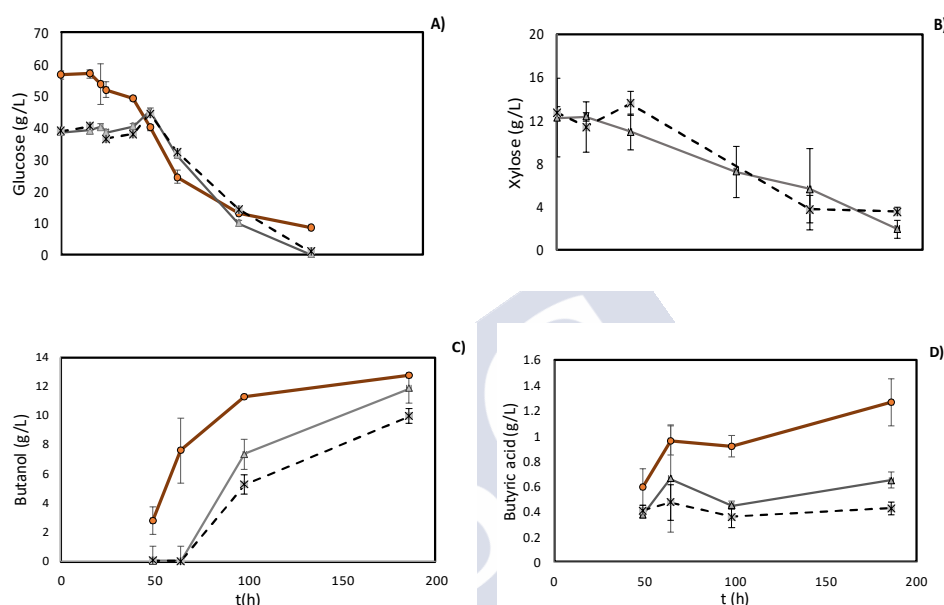 A)
70
60
50
40
30
20
10
0
Glucose (g/L)
B)
20
16
12
8
4
0
Xylose (g/L)
C)
14
12
10
8
6
4
2
0
Butanol (g/L)
0 50 100 150 200
t(h)
D)
1.6
1.4
1.2
1
0.8
0.6
0.4
0.2
0
Butyric acid (g/L)
0 50 100 150 200
t (h)